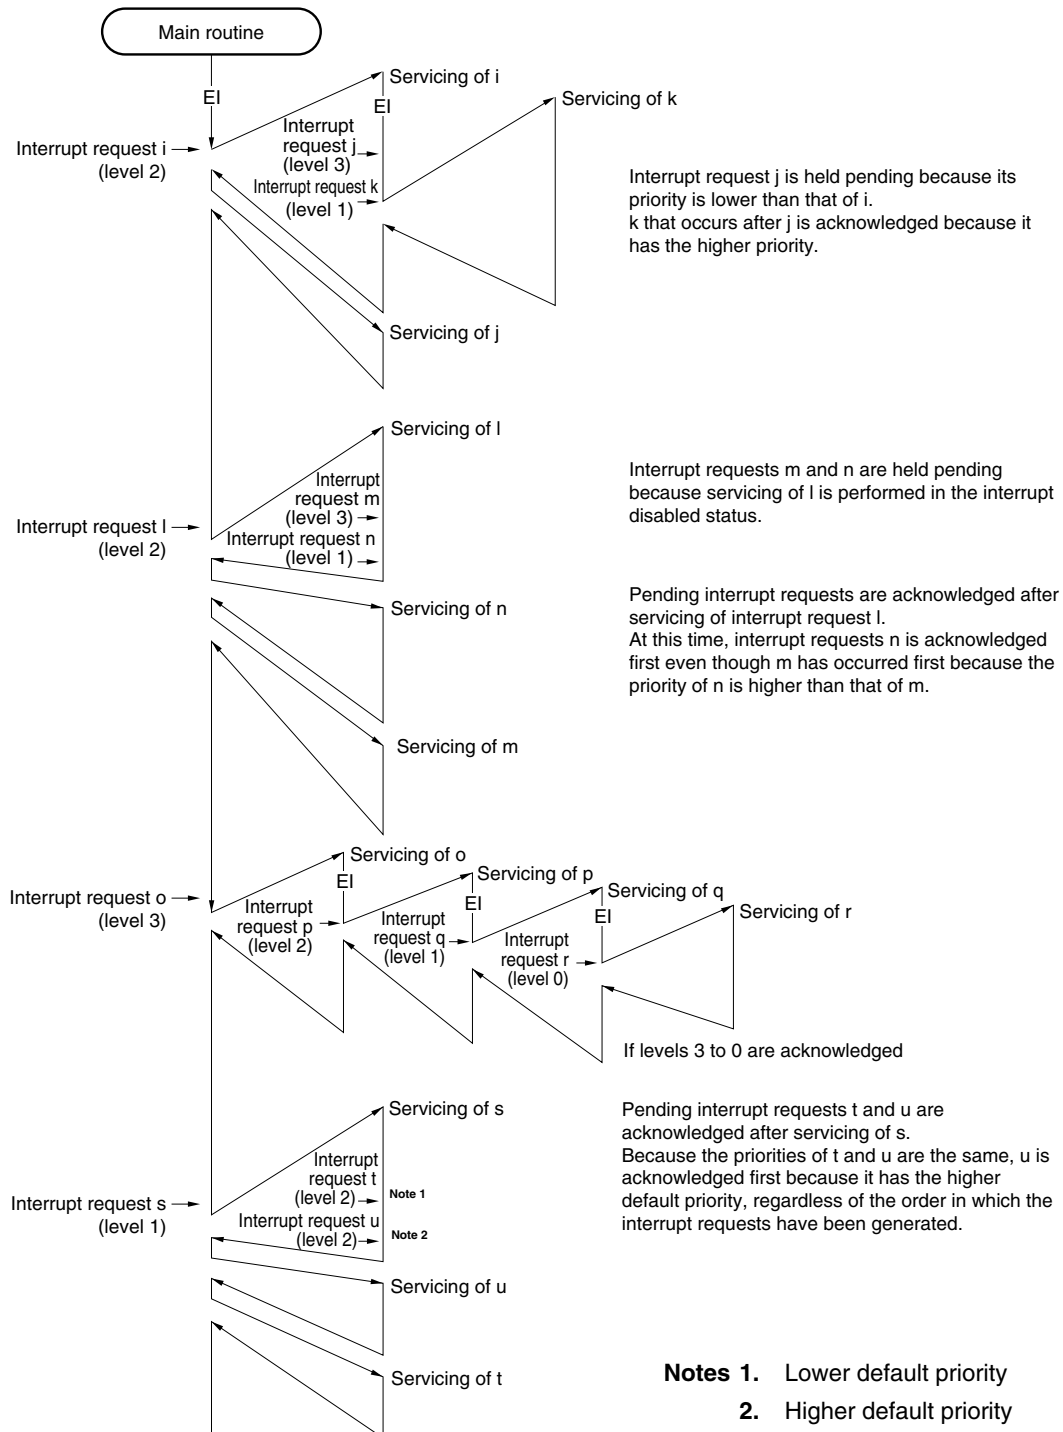 Main routine
EI
Servicing of i
EI
Servicing of k
Interrupt request i
(level 2)
Interrupt
request j
(level 3)
Interrupt request k
(level 1)
Interrupt request j is held pending because its
priority is lower than that of i.
k that occurs after j is acknowledged because it
has the higher priority.
Servicing of j
Servicing of l
Interrupt request l
(level 2)
Interrupt
request m
(level 3)
Interrupt request n
(level 1)
Interrupt requests m and n are held pending
because servicing of l is performed in the interrupt
disabled status.
Servicing of n
Pending interrupt requests are acknowledged after
servicing of interrupt request l.
At this time, interrupt requests n is acknowledged
first even though m has occurred first because the
priority of n is higher than that of m.
Servicing of m
Interrupt request o
(level 3)
Servicing of o
EI
Interrupt
request p
(level 2)
Servicing of p
EI
Interrupt
request q
(level 1)
Servicing of q
EI
Interrupt
request r
(level 0)
Servicing of r
If levels 3 to 0 are acknowledged
Servicing of s
Interrupt request s
(level 1)
Interrupt
request t
(level 2)
Note 1
Interrupt request u
(level 2)
Note 2
Pending interrupt requests t and u are
acknowledged after servicing of s.
Because the priorities of t and u are the same, u is
acknowledged first because it has the higher
default priority, regardless of the order in which the
interrupt requests have been generated.
Servicing of u
Servicing of t
Notes 1. Lower default priority
2. Higher default priority